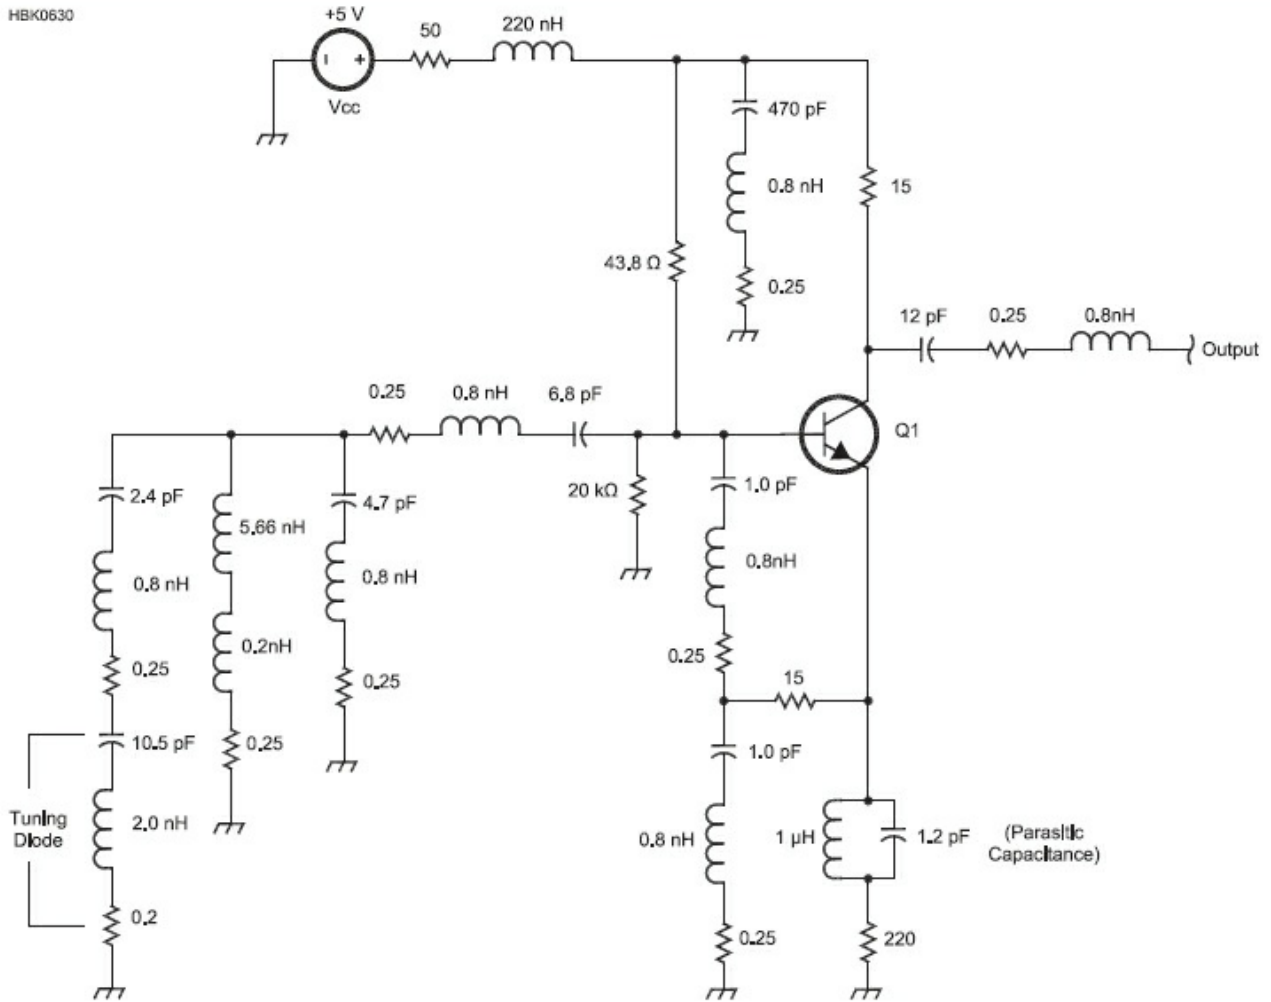 HBK0630
+5 V
50
220 nH
Vcc
470 pF
0.8 nH
15
43.8 Ω
0.25
12 pF
0.25
0.8nH
Output
0.25
0.8 nH
6.8 pF
Q1
2.4 pF
5.66 nH
4.7 pF
20 kΩ
1.0 pF
0.8 nH
0.8 nH
0.8nH
0.2nH
0.25
0.25
0.25
15
10.5 pF
0.25
1.0 pF
Tuning
Diode
2.0 nH
0.8 nH
1 µH
1.2 pF
(Parasitic
Capacitance)
0.2
0.25
220